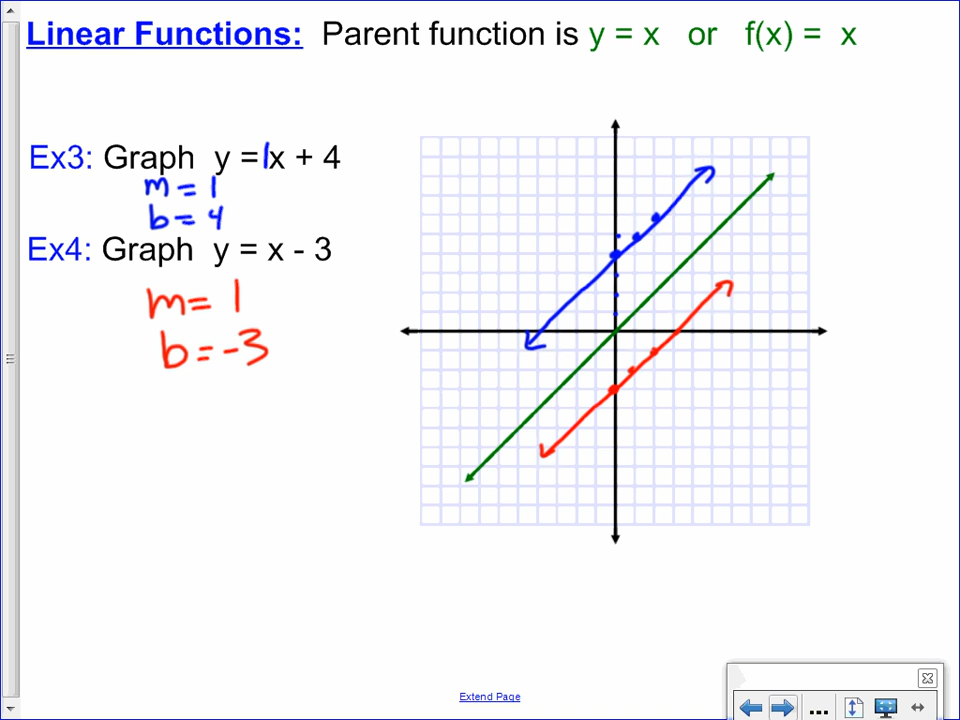 Linear Functions: Parent function is y = x or f(x) = x
Ex3: Graph y = 1x + 4
m = 1
b = 4
Ex4: Graph y = x - 3
m = 1
b = -3
Extend Page